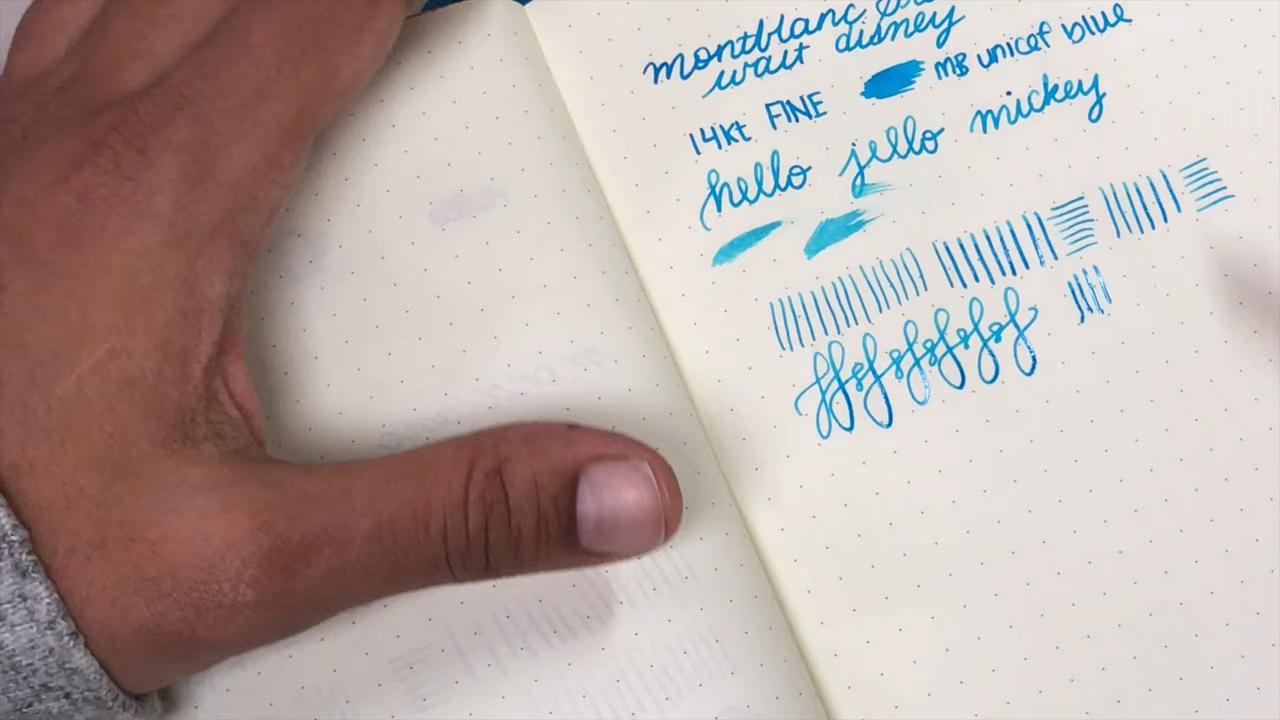 montblanc
walt disney
14kt FINE MB unicef blue
hello jello mickey